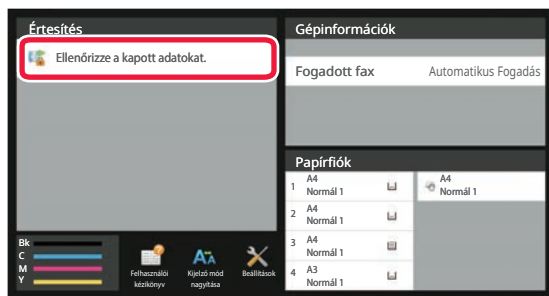 Értesítés
Ellenőrizze a kapott adatokat.
Gépinformációk
Fogadott fax Automatikus Fogadás
Papírfiók
1 A4
Normál 1
2 A4
Normál 1
3 A4
Normál 1
4 A3
Normál 1
A4
Normál 1
Bk
C
M
Y
Felhasználói
kézikönyv
Kijelző mód
nagyítása
Beállítások